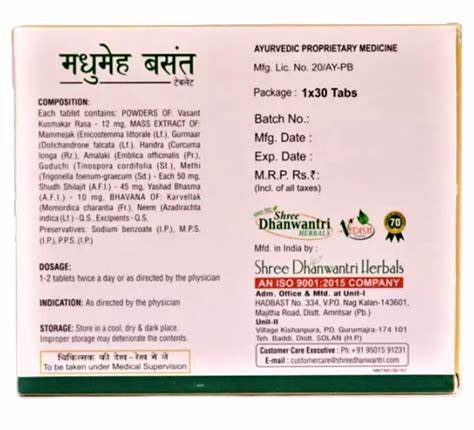 मधुमेह बसंत
टेबलेट
COMPOSITION:
Each tablet contains: POWDERS OF: Vasant
Kusmakar Rasa - 12 mg, MASS EXTRACT OF:
Mammejak (Enicostemma littorale (Lf.), Gurmaar
(Dolichandrone falcata (Lf.), Haridra (Curcuma
longa (Rz.), Amalaki (Emblica officinalis (Pr.),
Guduchi (Tinospora cordifolia (St.), Methi
(Trigonella foenum-graecum (Sd.) - Each 50 mg,
Shudh Shilajit (A.F.) - 45 mg, Yashad Bhasma
(A.F.) - 10 mg, BHAVANA OF: Karvellak
(Momordica charantia (Fr.), Neem (Azadirachta
indica (Lf.) - Q.S., Excipients - Q.S.
Preservatives: Sodium benzoate (I.P.), M.P.S.
(I.P.), P.P.S. (I.P.)
DOSAGE:
1-2 tablets twice a day or as directed by the physician
INDICATION: As directed by the physician
STORAGE: Store in a cool, dry & dark place.
Improper storage may deteriorate the contents.
चिकित्सक की देख - रेख में ले
To be taken under Medical Supervision
AYURVEDIC PROPRIETARY MEDICINE
Mfg. Lic. No. 20/AY-PB
Package : 1x30 Tabs
Batch No.:
Mfg. Date :
Exp. Date :
M.R.P. Rs.₹:
(Incl. of all taxes)
Shree
Dhanwantri
HERBALS
VEDISH
70
Mfd. in India by :
Shree Dhanwantri Herbals
AN ISO 9001:2015 COMPANY
Adm. Office & Mfd. at Unit-I
HADBAST No. 334, V.P.O. Nag Kalan-143601,
Majitha Road, Distt. Amritsar (Pb.)
Unit-II
Village Kishanpura, PO. Gurumajra-174 101
Teh. Baddi, Distt. SOLAN (H.P.)
Customer Care Executive : Ph: +91 95015 91231
E-mail : customercare@shreedhanwantri.com